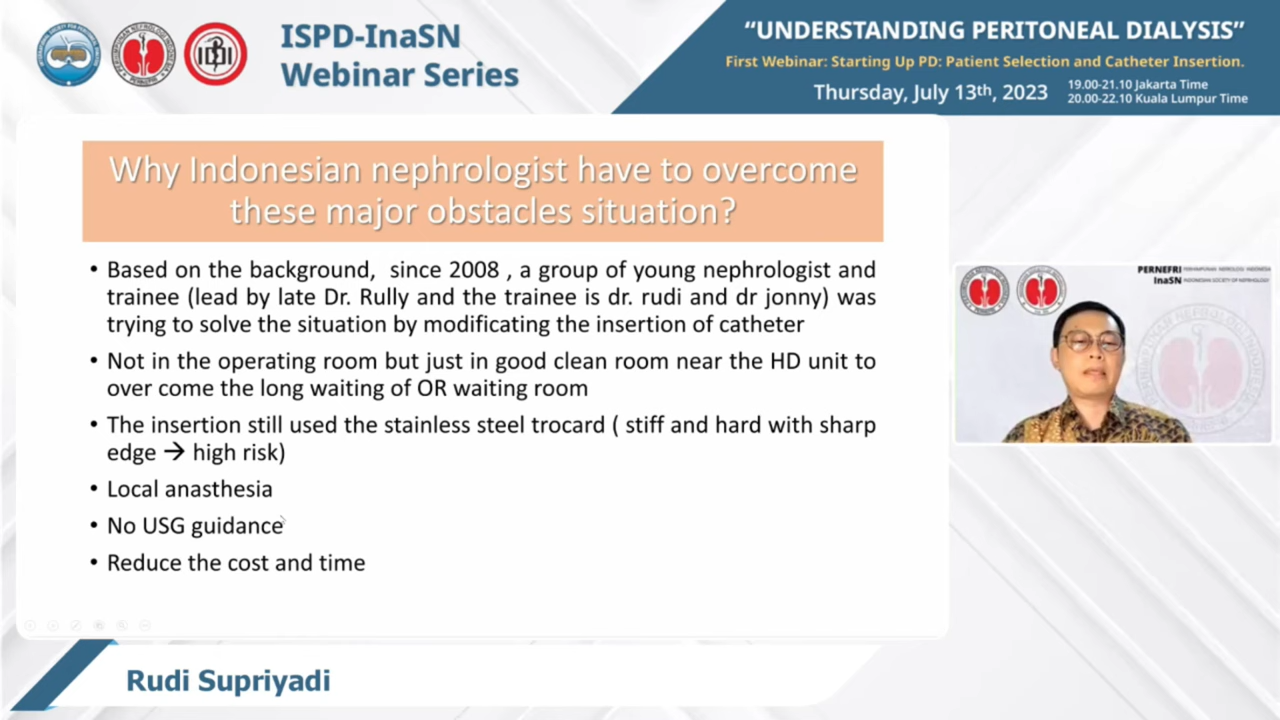 ISPD-InaSN
Webinar Series
“UNDERSTANDING PERITONEAL DIALYSIS”
First Webinar: Starting Up PD: Patient Selection and Catheter Insertion.
Thursday, July 13th, 2023
19.00-21.10 Jakarta Time
20.00-22.10 Kuala Lumpur Time
Why Indonesian nephrologist have to overcome
these major obstacles situation?
• Based on the background, since 2008 , a group of young nephrologist and
trainee (lead by late Dr. Rully and the trainee is dr. rudi and dr jonny) was
trying to solve the situation by modificating the insertion of catheter
• Not in the operating room but just in good clean room near the HD unit to
over come the long waiting of OR waiting room
• The insertion still used the stainless steel trocard ( stiff and hard with sharp
edge → high risk)
• Local anasthesia
• No USG guidance
• Reduce the cost and time
PERNEFRI PERHIMPUNAN NEFROLOGI INDONESIA
InaSN INDONESIAN SOCIETY OF NEPHROLOGY
Rudi Supriyadi